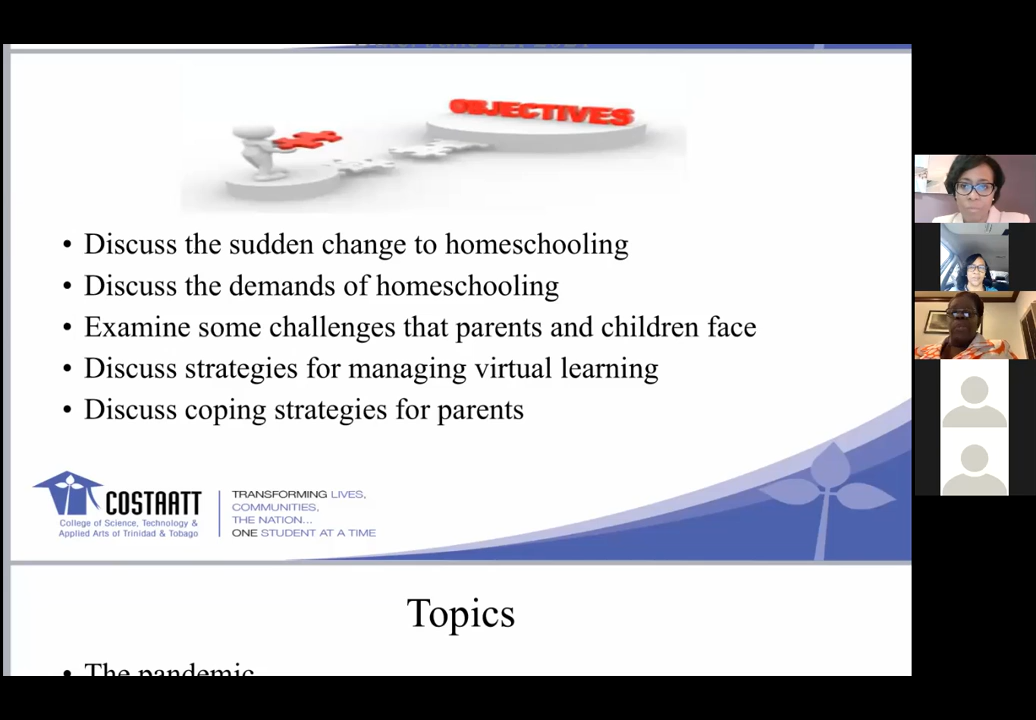 OBJECTIVES
• Discuss the sudden change to homeschooling
• Discuss the demands of homeschooling
• Examine some challenges that parents and children face
• Discuss strategies for managing virtual learning
• Discuss coping strategies for parents
COSTAATT
College of Science, Technology &
Applied Arts of Trinidad & Tobago
TRANSFORMING LIVES,
COMMUNITIES,
THE NATION...
ONE STUDENT AT A TIME
Topics
• The pandemic